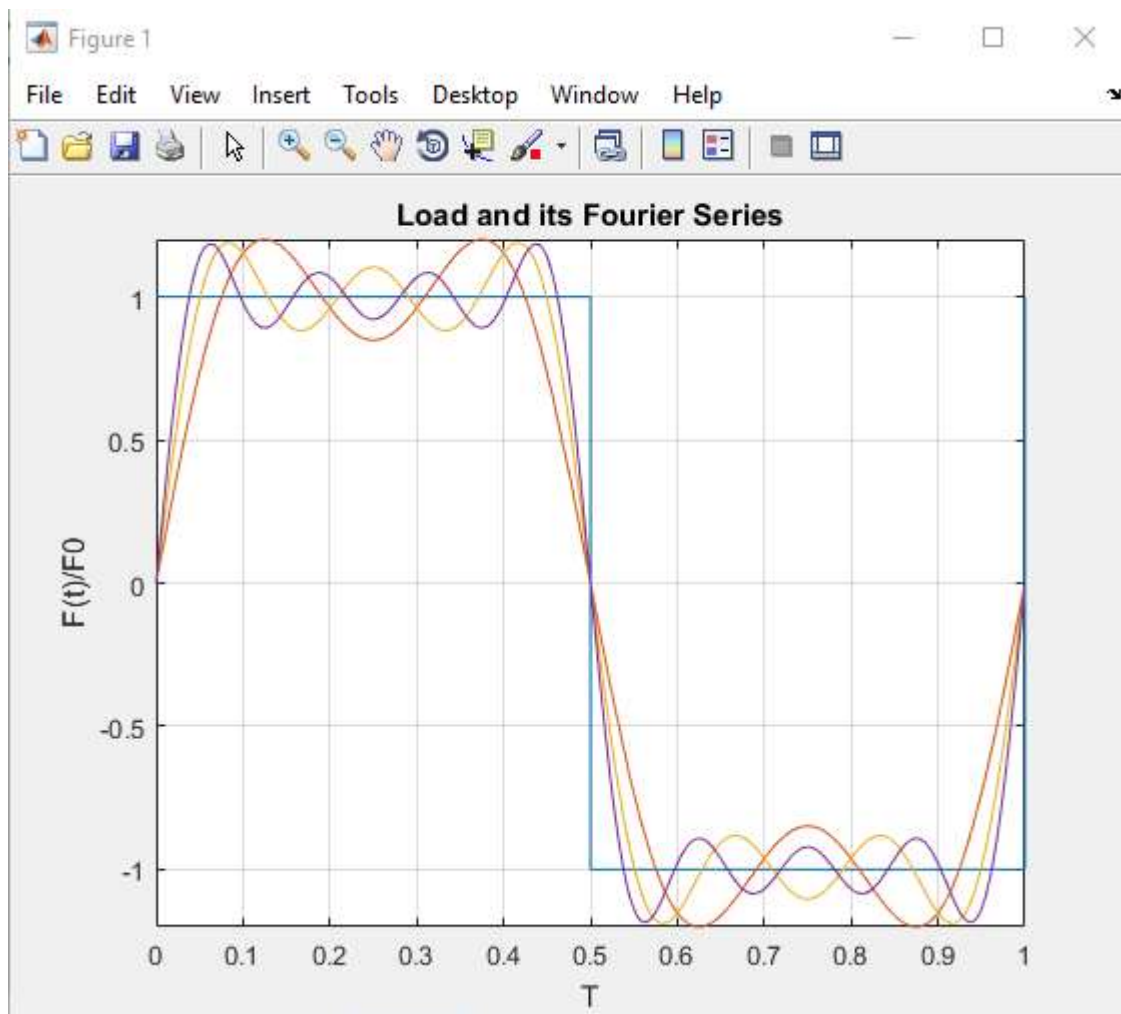 Figure 1
File Edit View Insert Tools Desktop Window Help
Load and its Fourier Series
F(t)/F0
1
0.5
0
-0.5
-1
0 0.1 0.2 0.3 0.4 0.5 0.6 0.7 0.8 0.9 1
T